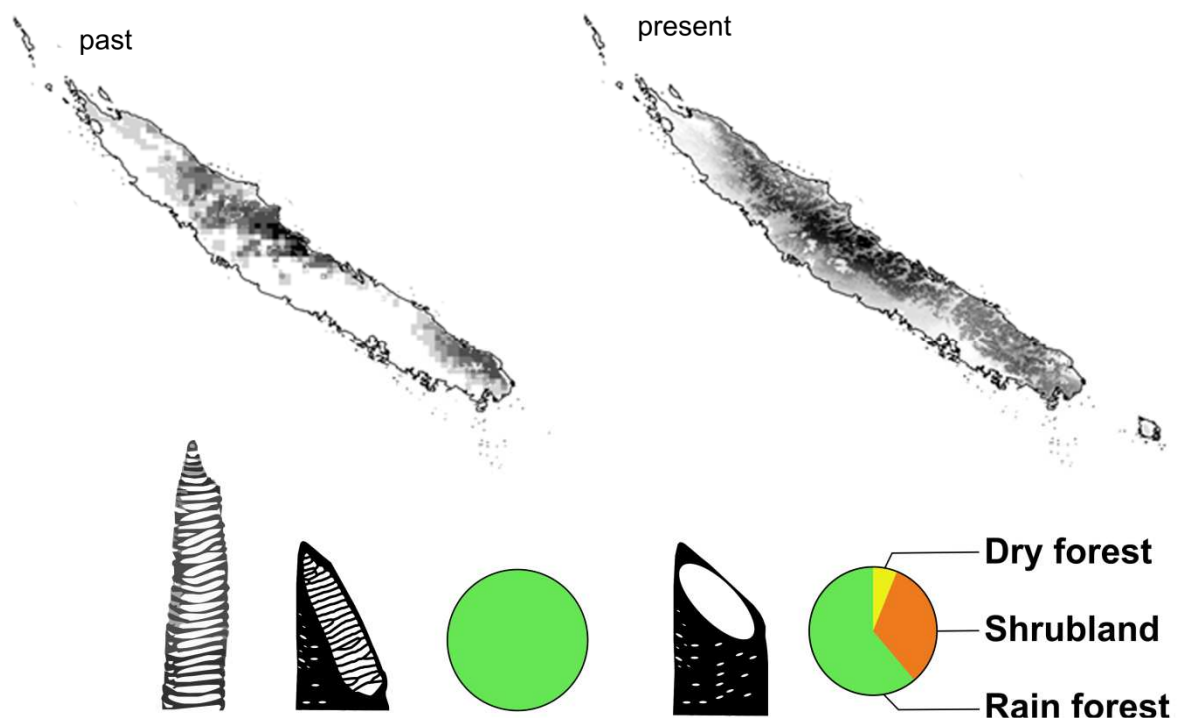 past
present
Dry forest
Shrubland
Rain forest